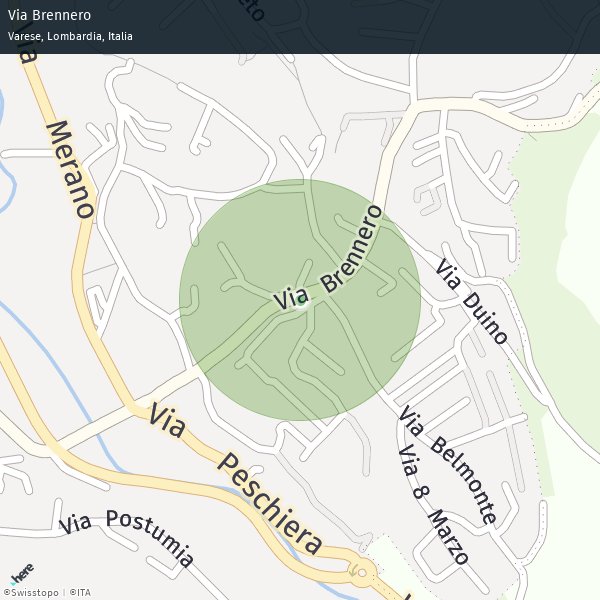 Via Brennero
Varese, Lombardia, Italia
Via Merano
Via Brennero
Via Duino
Via Peschiera
Via Belmonte
Via 8 Marzo
Via Postumia
here
©Swisstopo | ©ITA